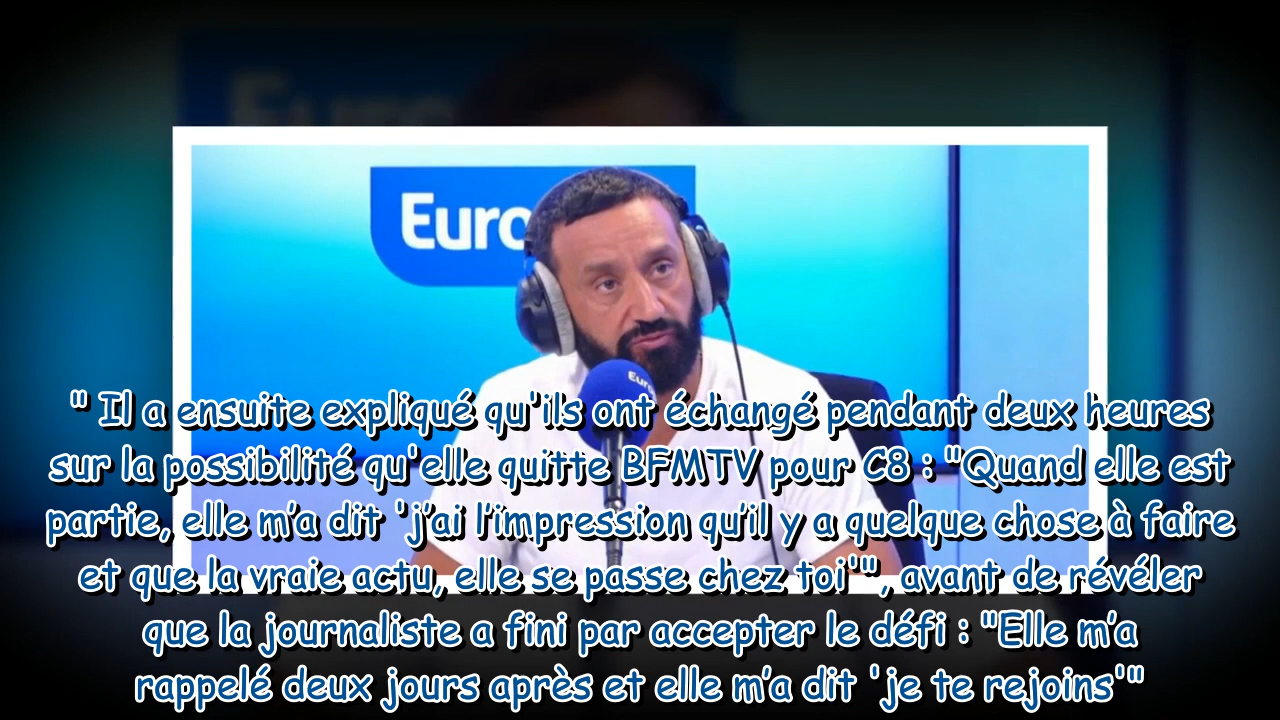 Euro
Euro
" Il a ensuite expliqué qu'ils ont échangé pendant deux heures
sur la possibilité qu'elle quitte BFMTV pour C8 : "Quand elle est
partie, elle m’a dit 'j’ai l’impression qu’il y a quelque chose à faire
et que la vraie actu, elle se passe chez toi'", avant de révéler
que la journaliste a fini par accepter le défi : "Elle m’a
rappelé deux jours après et elle m’a dit 'je te rejoins'"